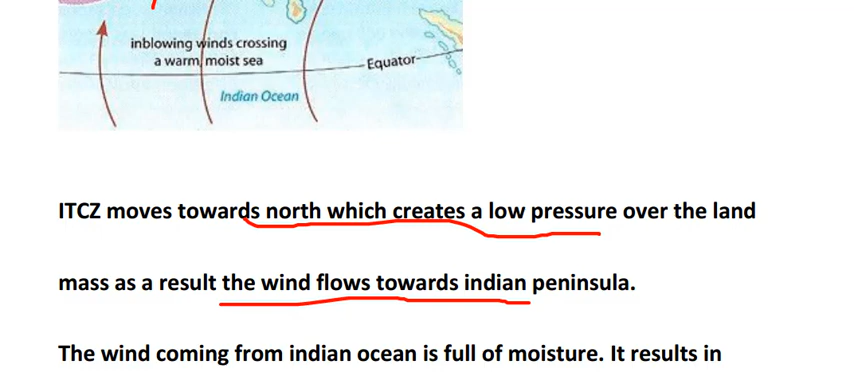 inblowing winds crossing
a warm, moist sea
Equator
Indian Ocean
ITCZ moves towards north which creates a low pressure over the land
mass as a result the wind flows towards indian peninsula.
The wind coming from indian ocean is full of moisture. It results in